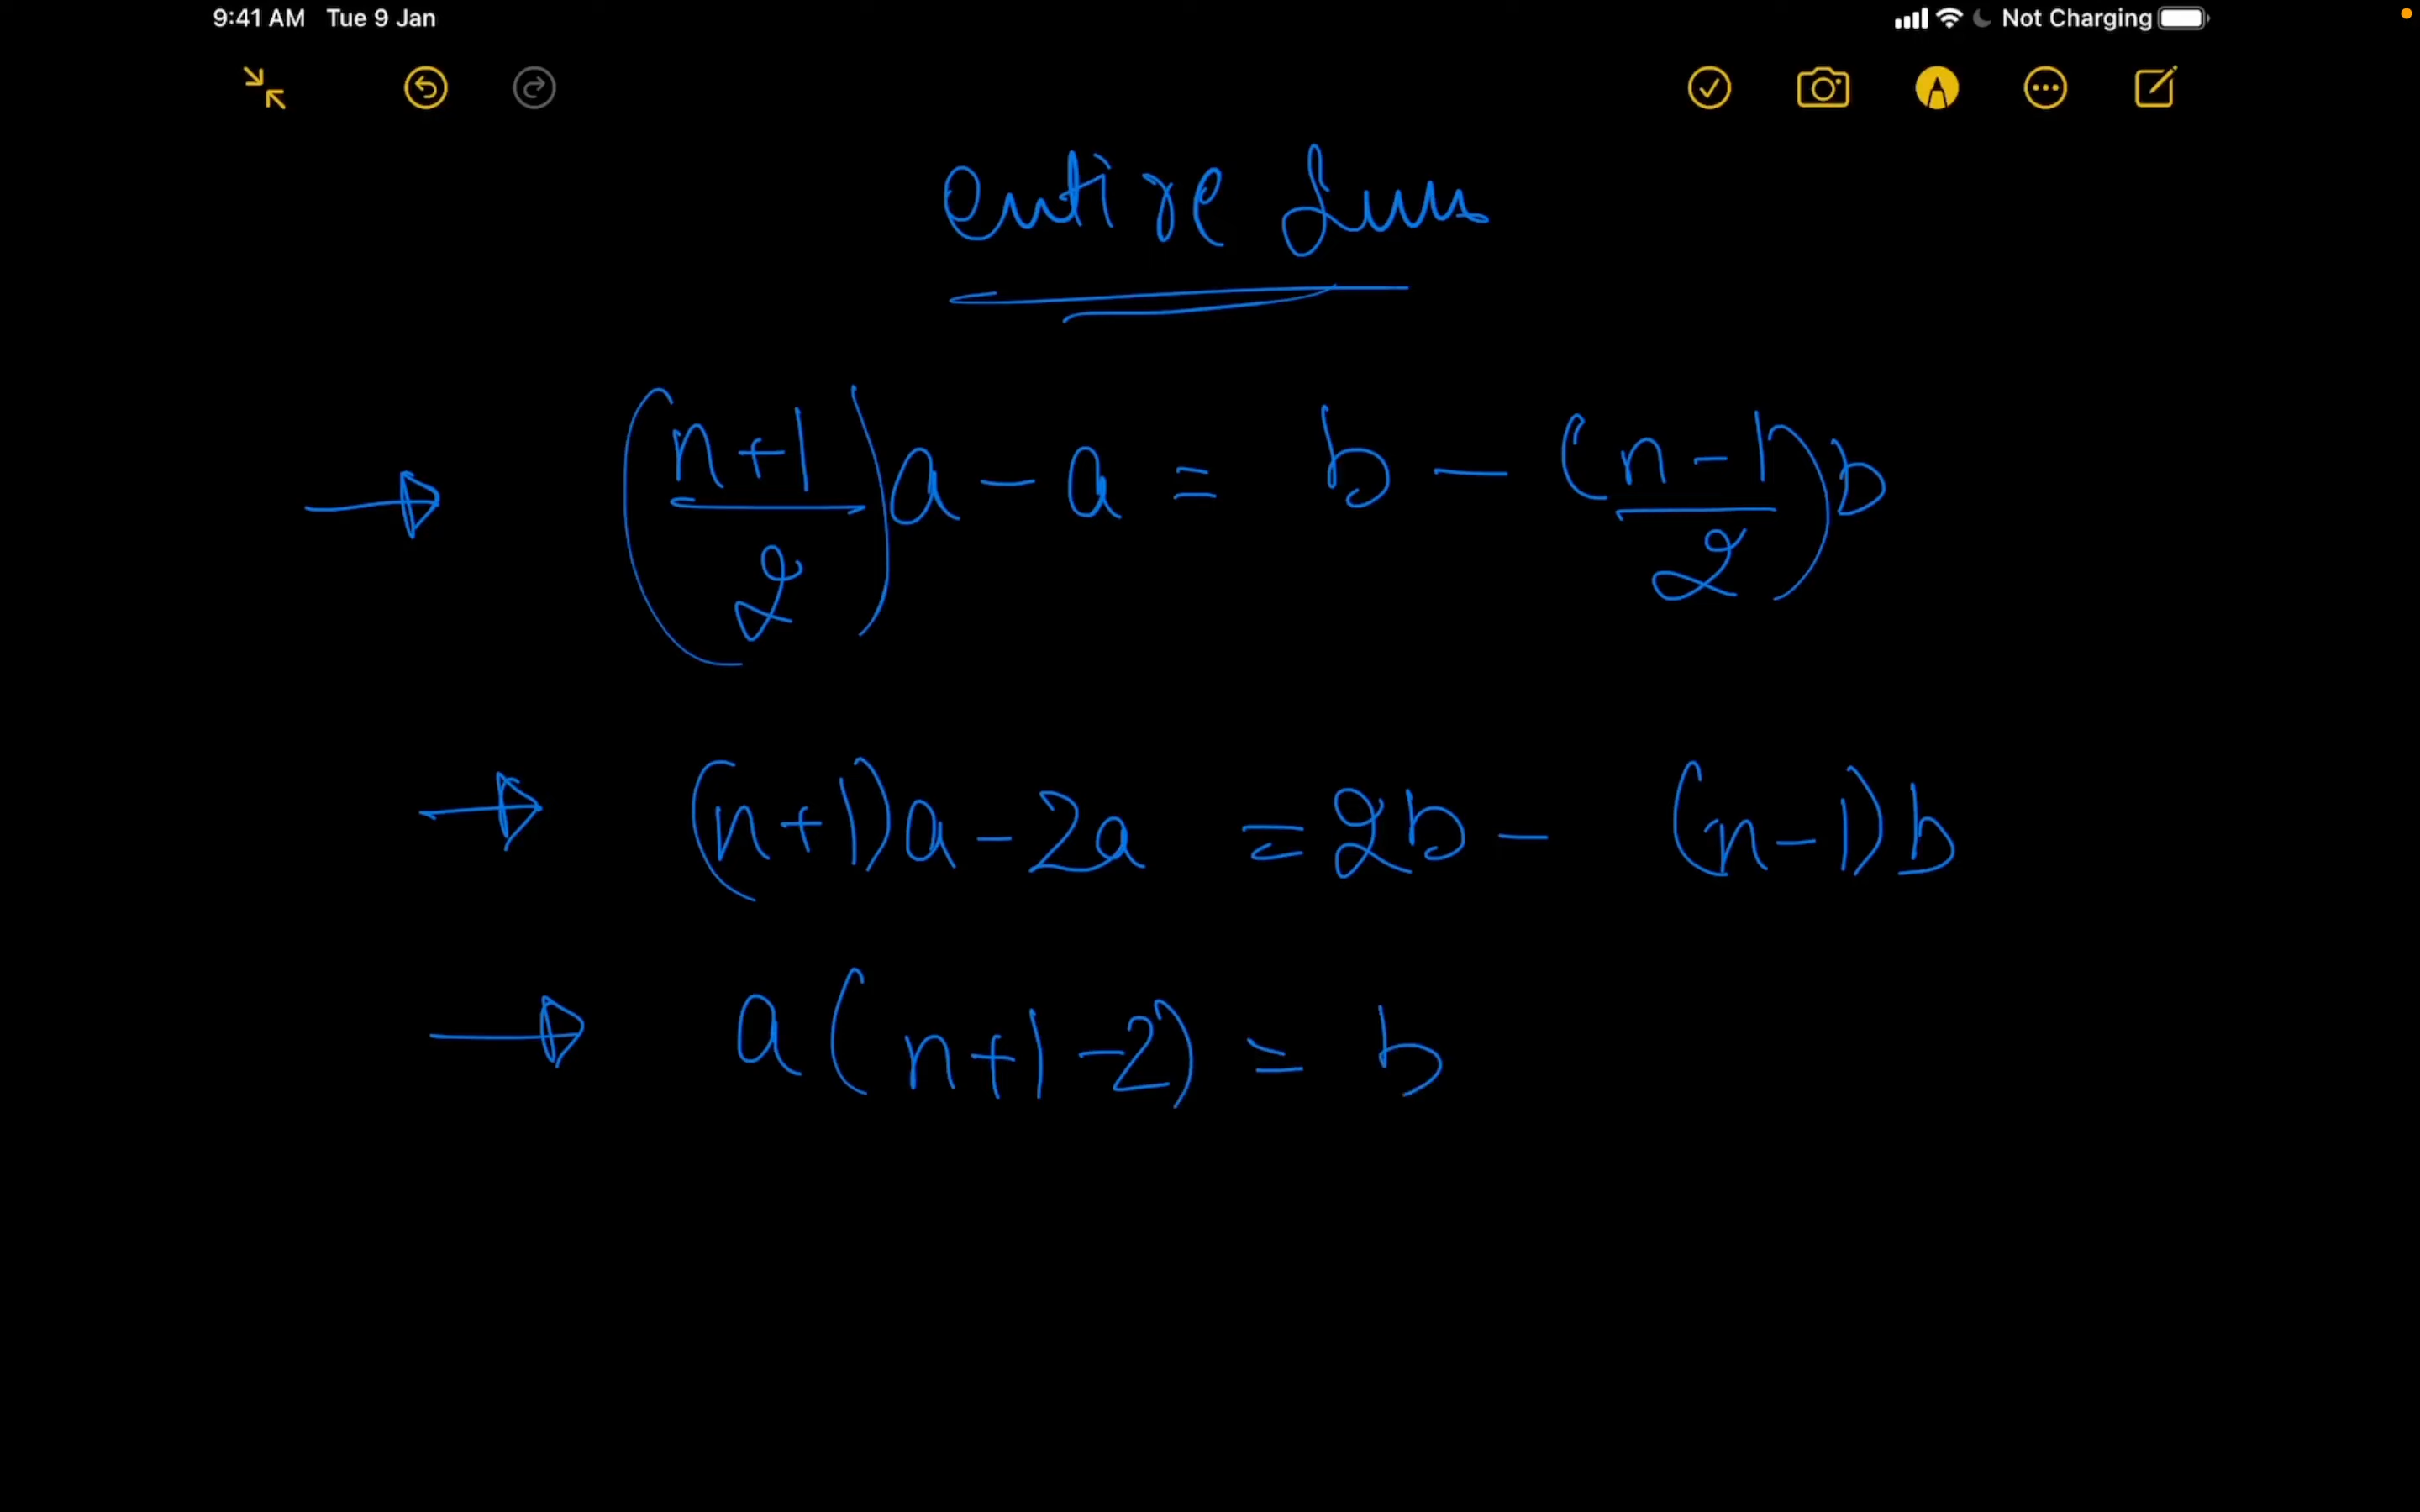 9:41 AM Tue 9 Jan Not Charging
entire sum
(n+1/2)a - a = b - (n-1/2)b
(n+1)a - 2a = 2b - (n-1)b
a(n+1-2) = b